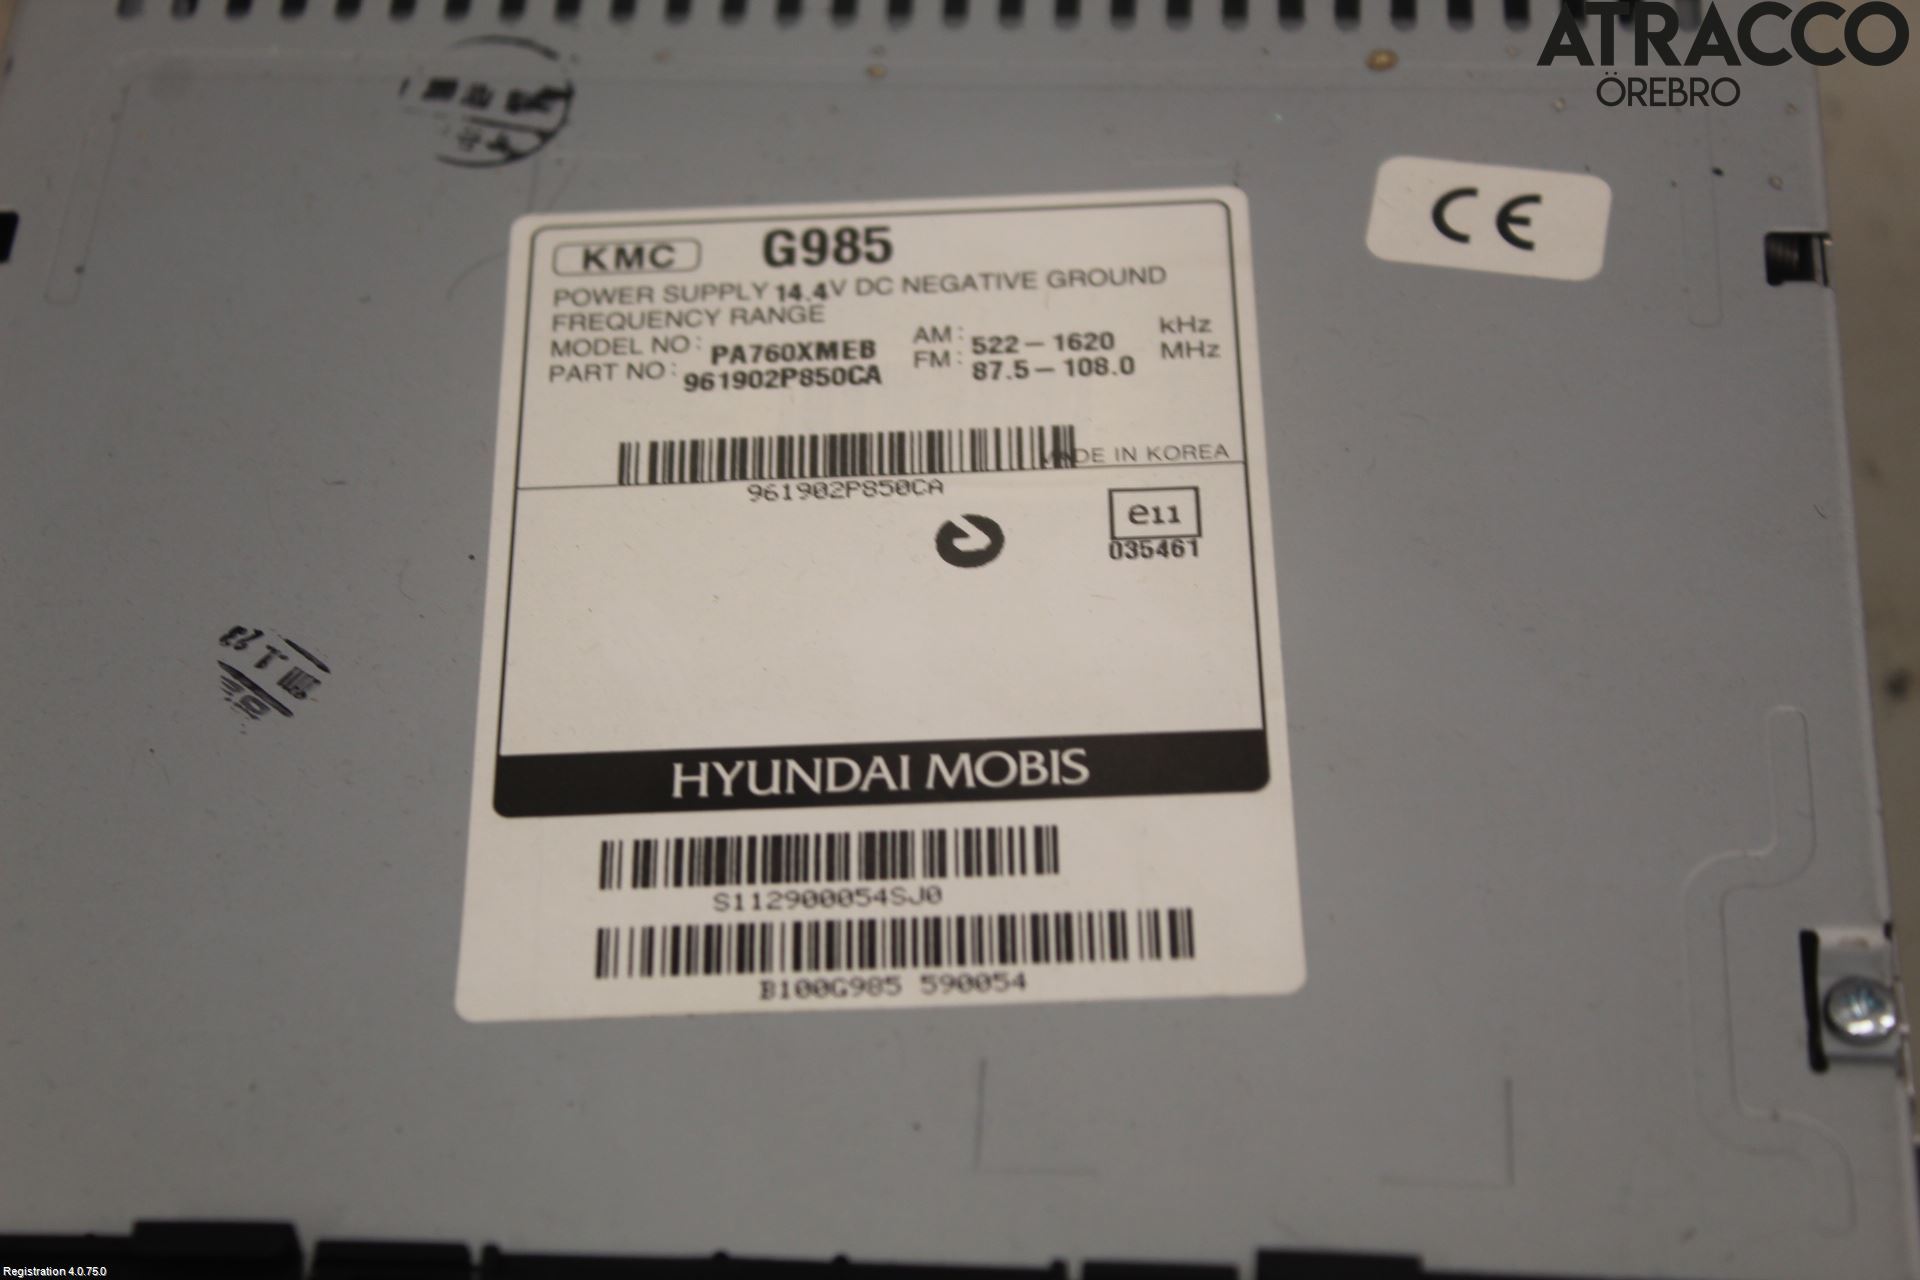 ATRACCO
ÖREBRO
CE
KMC G985
POWER SUPPLY 14.4V DC NEGATIVE GROUND
FREQUENCY RANGE
MODEL NO: PA760XMEB AM: 522-1620 kHz
PART NO: 961902P850CA FM: 87.5-108.0 MHz
MADE IN KOREA
961902P850CA
e11
035461
HYUNDAI MOBIS
S112900054SJ0
B100G985 590054
Registration 4.0.75.0